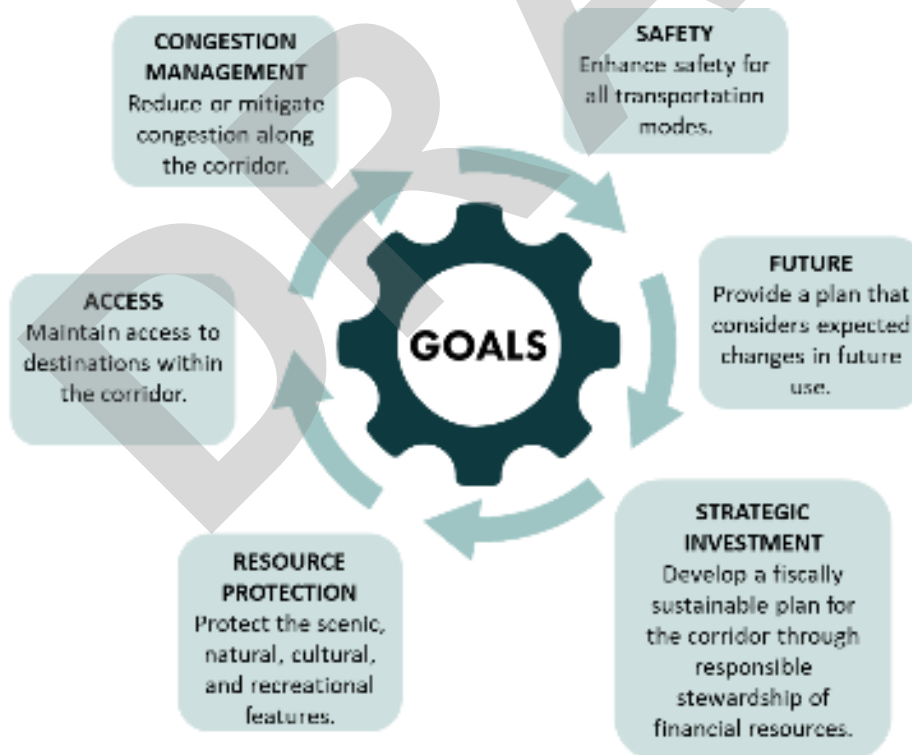 CONGESTION
MANAGEMENT
Reduce or mitigate
congestion along
the corridor.
SAFETY
Enhance safety for
all transportation
modes.
FUTURE
Provide a plan that
considers expected
changes in future
use.
STRATEGIC
INVESTMENT
Develop a fiscally
sustainable plan for
the corridor through
responsible
stewardship of
financial resources.
RESOURCE
PROTECTION
Protect the scenic,
natural, cultural,
and recreational
features.
ACCESS
Maintain access to
destinations within
the corridor.
GOALS